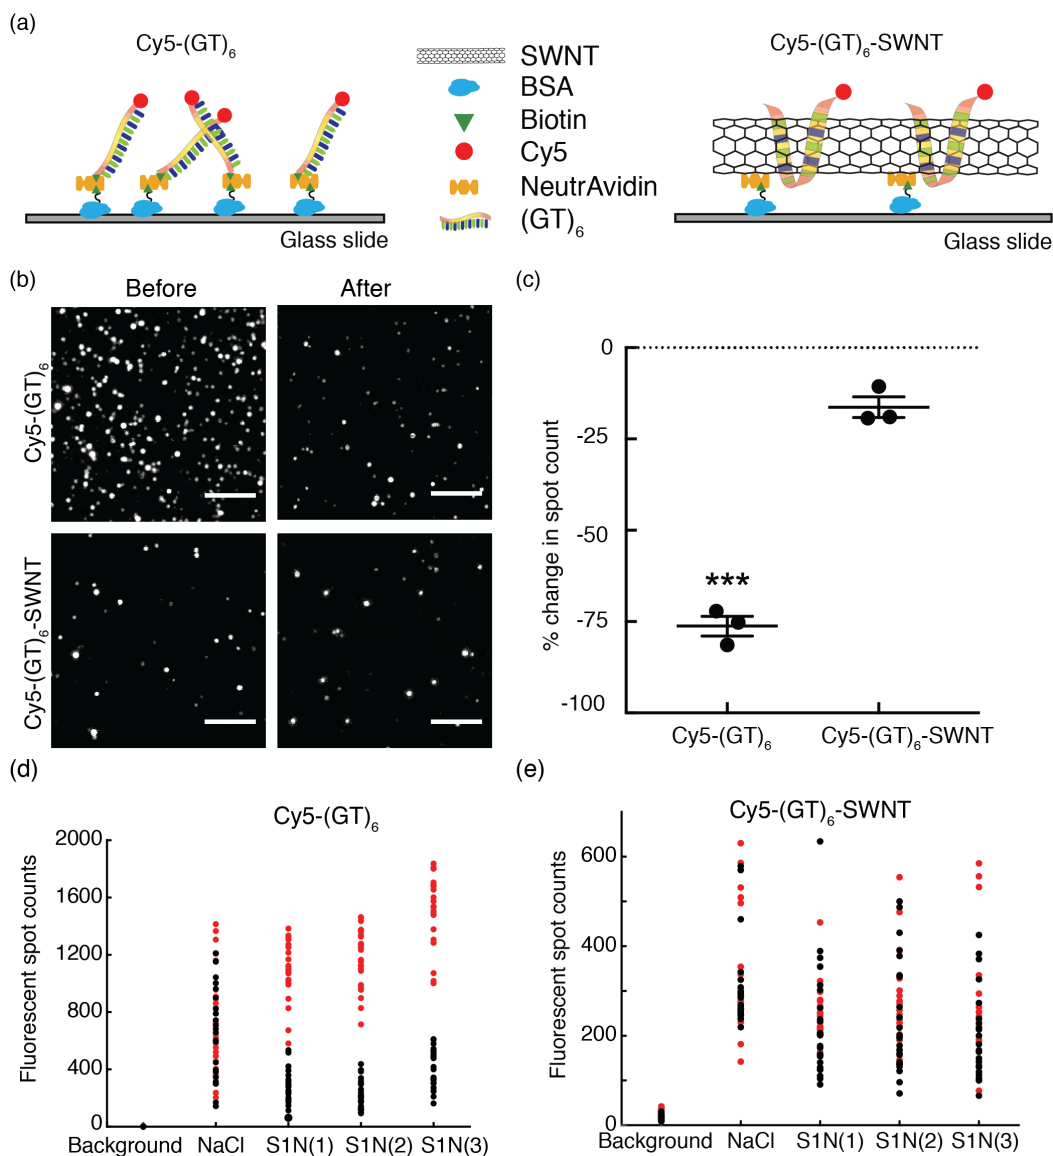 (a)
Cy5-(GT)₆
SWNT
BSA
Biotin
Cy5
NeutrAvidin
(GT)₆
Glass slide
Cy5-(GT)₆-SWNT
Glass slide
(b)
Before
After
Cy5-(GT)₆
Cy5-(GT)₆-SWNT
(c)
% change in spot count
0
-25
-50
-75
-100
***
Cy5-(GT)₆
Cy5-(GT)₆-SWNT
(d)
Cy5-(GT)₆
Fluorescent spot counts
2000
1600
1200
800
400
0
Background NaCl S1N(1) S1N(2) S1N(3)
(e)
Cy5-(GT)₆-SWNT
Fluorescent spot counts
600
400
200
0
Background NaCl S1N(1) S1N(2) S1N(3)